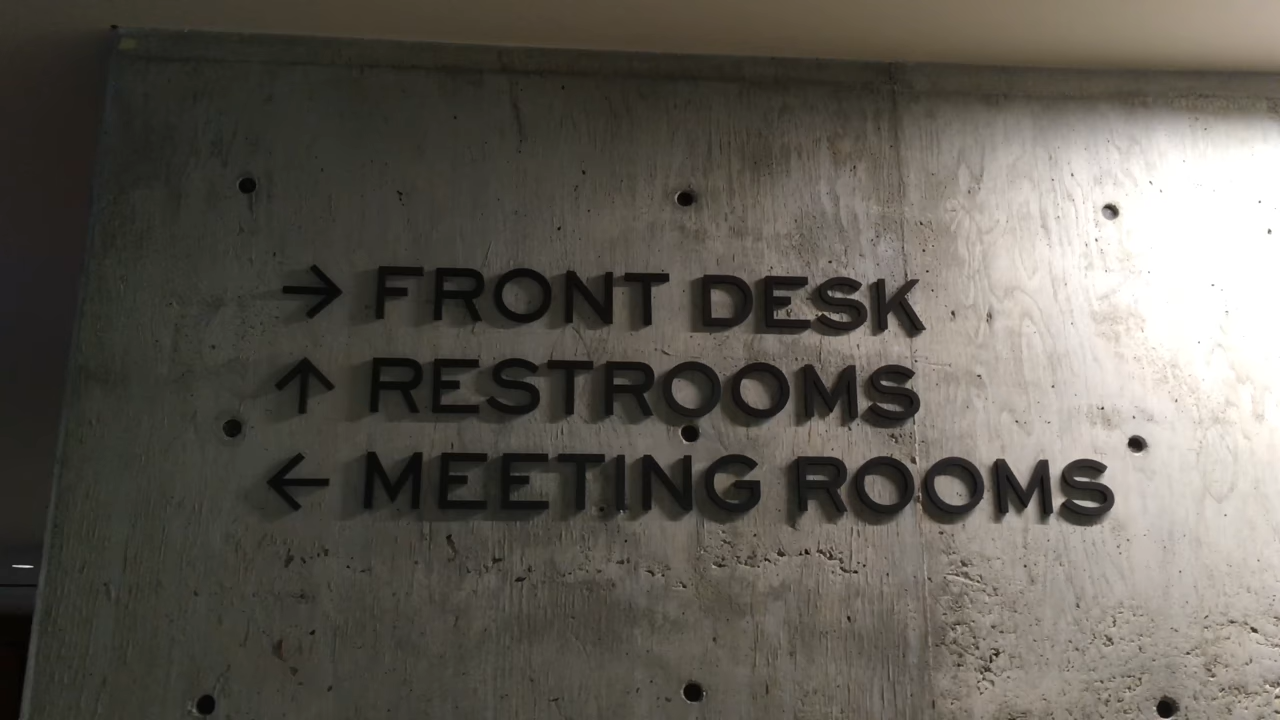 → FRONT DESK
↑ RESTROOMS
← MEETING ROOMS